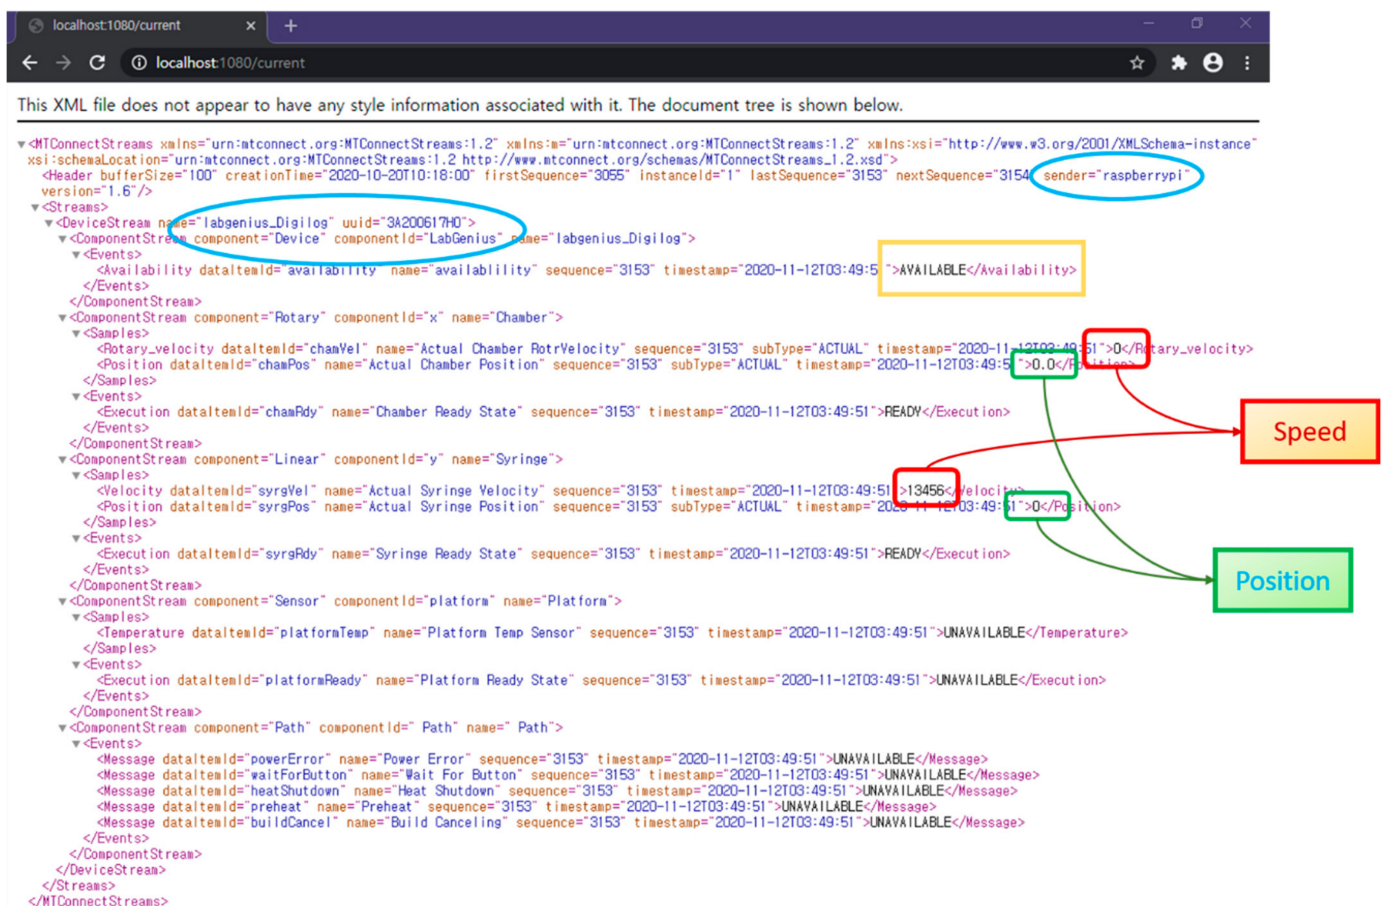 localhost:1080/current
localhost:1080/current
This XML file does not appear to have any style information associated with it. The document tree is shown below.
▼<MTConnectStreams xmlns="urn:mtconnect.org:MTConnectStreams:1.2" xmlns:m="urn:mtconnect.org:MTConnectStreams:1.2" xmlns:xsi="http://www.w3.org/2001/XMLSchema-instance"
xsi:schemaLocation="urn:mtconnect.org:MTConnectStreams:1.2 http://www.mtconnect.org/schemas/MTConnectStreams_1.2.xsd">
<Header bufferSize="100" creationTime="2020-10-20T10:18:00" firstSequence="3055" instanceId="1" lastSequence="3153" nextSequence="3154 sender="raspberrypi"
version="1.6"/>
▼<Streams>
▼<DeviceStream name="labgenius_Digilog" uuid="3A200617H0">
▼<ComponentStream component="Device" componentId="LabGenius" name="labgenius_Digilog">
▼<Events>
<Availability dataItemId="availability" name="availablility" sequence="3153" timestamp="2020-11-12T03:49:5 ">AVAILABLE</Availability>
</Events>
</ComponentStream>
▼<ComponentStream component="Rotary" componentId="x" name="Chamber">
▼<Samples>
<Rotary_velocity dataItemId="chamVel" name="Actual Chamber RotrVelocity" sequence="3153" subType="ACTUAL" timestamp="2020-11-12T03:49:51">0</Rotary_velocity>
<Position dataItemId="chamPos" name="Actual Chamber Position" sequence="3153" subType="ACTUAL" timestamp="2020-11-12T03:49:5 ">0.0</Position>
</Samples>
▼<Events>
<Execution dataItemId="chamRdy" name="Chamber Ready State" sequence="3153" timestamp="2020-11-12T03:49:51">READY</Execution>
</Events>
</ComponentStream>
▼<ComponentStream component="Linear" componentId="y" name="Syringe">
▼<Samples>
<Velocity dataItemId="syrgVel" name="Actual Syringe Velocity" sequence="3153" timestamp="2020-11-12T03:49:51 >13456</Velocity>
<Position dataItemId="syrgPos" name="Actual Syringe Position" sequence="3153" subType="ACTUAL" timestamp="2020-11-12T03:49:51">0</Position>
</Samples>
▼<Events>
<Execution dataItemId="syrgRdy" name="Syringe Ready State" sequence="3153" timestamp="2020-11-12T03:49:51">READY</Execution>
</Events>
</ComponentStream>
▼<ComponentStream component="Sensor" componentId="platform" name="Platform">
▼<Samples>
<Temperature dataItemId="platformTemp" name="Platform Temp Sensor" sequence="3153" timestamp="2020-11-12T03:49:51">UNAVAILABLE</Temperature>
</Samples>
▼<Events>
<Execution dataItemId="platformReady" name="Platform Ready State" sequence="3153" timestamp="2020-11-12T03:49:51">UNAVAILABLE</Execution>
</Events>
</ComponentStream>
▼<ComponentStream component="Path" componentId=" Path" name=" Path">
▼<Events>
<Message dataItemId="powerError" name="Power Error" sequence="3153" timestamp="2020-11-12T03:49:51">UNAVAILABLE</Message>
<Message dataItemId="waitForButton" name="Wait For Button" sequence="3153" timestamp="2020-11-12T03:49:51">UNAVAILABLE</Message>
<Message dataItemId="heatShutdown" name="Heat Shutdown" sequence="3153" timestamp="2020-11-12T03:49:51">UNAVAILABLE</Message>
<Message dataItemId="preheat" name="Preheat" sequence="3153" timestamp="2020-11-12T03:49:51">UNAVAILABLE</Message>
<Message dataItemId="buildCancel" name="Build Canceling" sequence="3153" timestamp="2020-11-12T03:49:51">UNAVAILABLE</Message>
</Events>
</ComponentStream>
</DeviceStream>
</Streams>
</MTConnectStreams>
Speed
Position